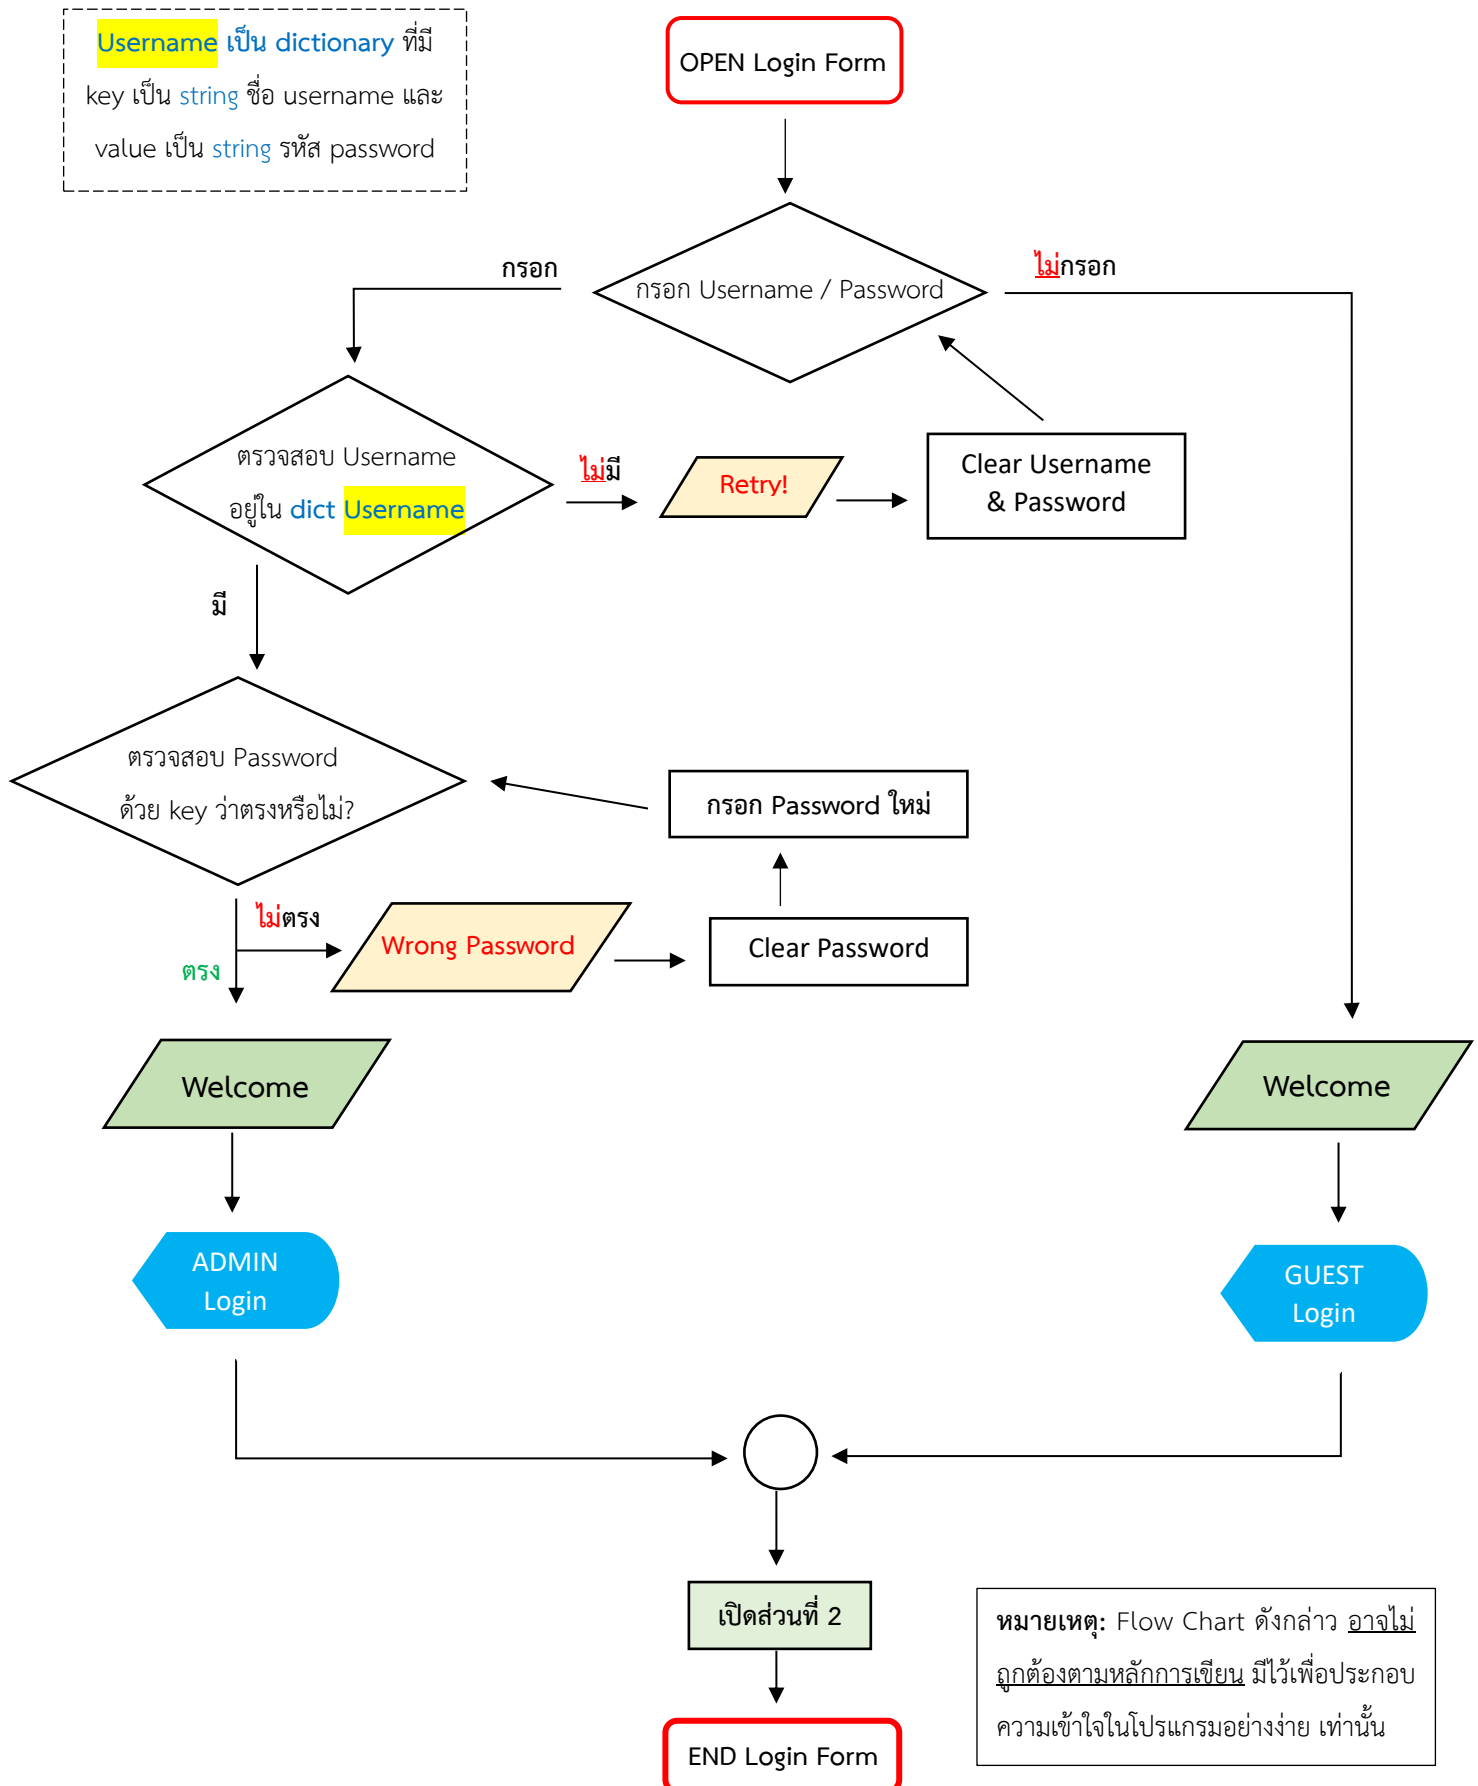 Username เป็น dictionary ที่มี
key เป็น string ชื่อ username และ
value เป็น string รหัส password
OPEN Login Form
กรอก
กรอก Username / Password
ไม่กรอก
ตรวจสอบ Username
อยู่ใน dict Username
ไม่มี
Retry!
Clear Username
& Password
มี
ตรวจสอบ Password
ด้วย key ว่าตรงหรือไม่?
กรอก Password ใหม่
ไม่ตรง
Wrong Password
Clear Password
ตรง
Welcome
Welcome
ADMIN
Login
GUEST
Login
เปิดส่วนที่ 2
หมายเหตุ: Flow Chart ดังกล่าว อาจไม่
ถูกต้องตามหลักการเขียน มีไว้เพื่อประกอบ
ความเข้าใจในโปรแกรมอย่างง่าย เท่านั้น
END Login Form